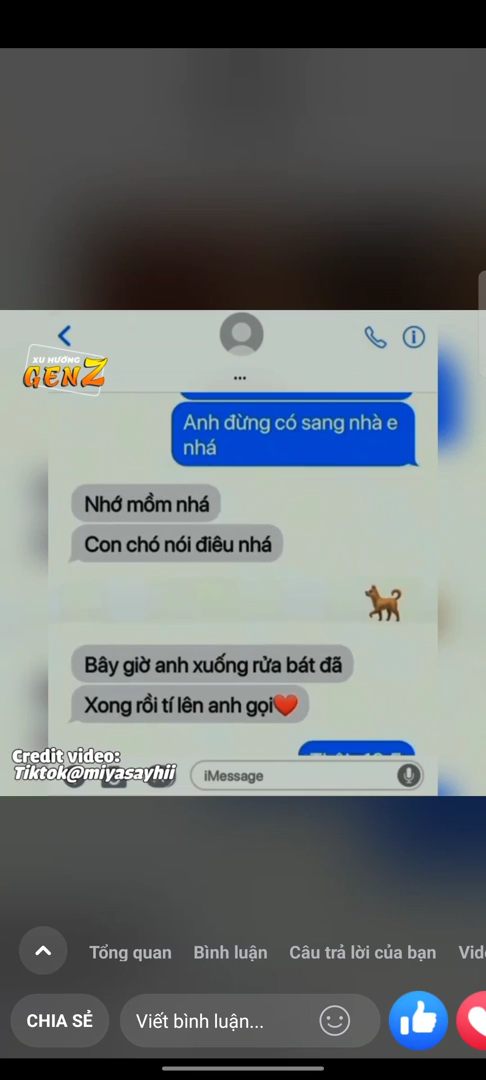 XU HƯỚNG
GENZ
...
Anh đừng có sang nhà e
nhá
Nhớ mồm nhá
Con chó nói điêu nhá
🐕
Bây giờ anh xuống rửa bát đã
Xong rồi tí lên anh gọi❤️
Credit video:
Tiktok@miyasayhii
iMessage
Tổng quan Bình luận Câu trả lời của bạn Vid
CHIA SẺ Viết bình luận...